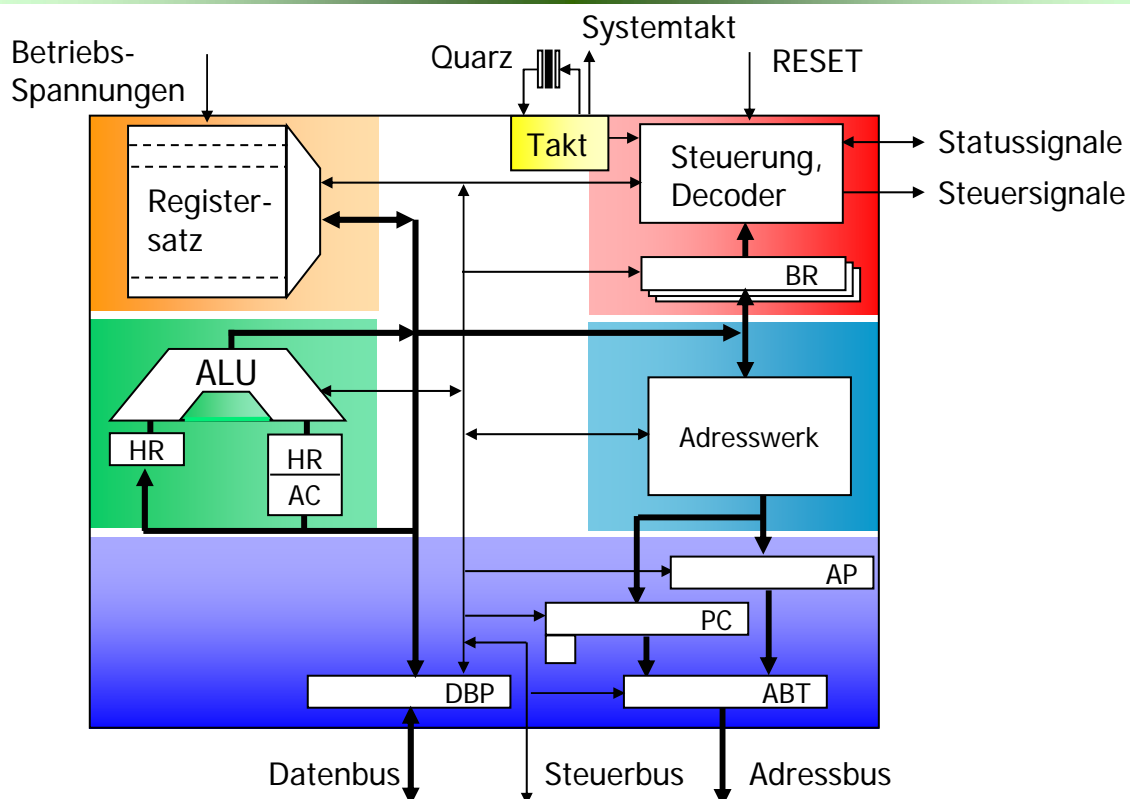 Systemtakt
Betriebs-
Spannungen
Quarz
RESET
Takt
Steuerung,
Decoder
Statussignale
Steuersignale
Register-
satz
BR
ALU
HR
HR
AC
Adresswerk
AP
PC
DBP
ABT
Datenbus
Steuerbus
Adressbus